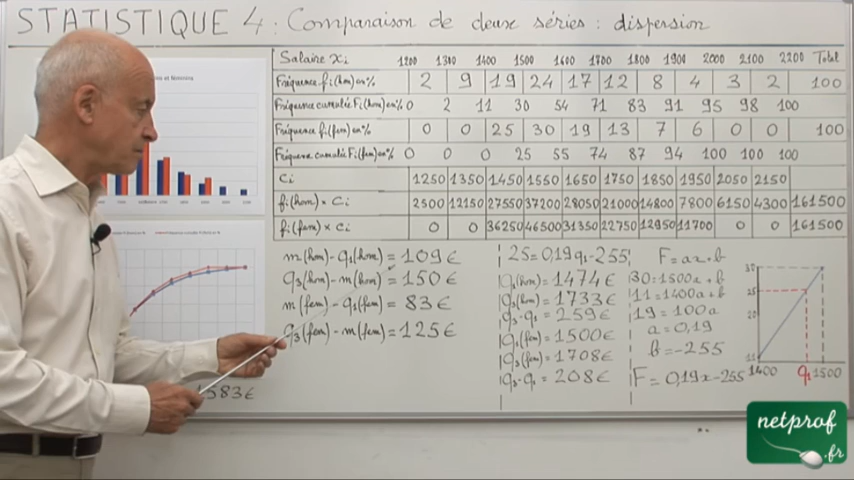 STATISTIQUE 4 : Comparaison de deux séries : dispersion
Salaire xi 1200 1300 1400 1500 1600 1700 1800 1900 2000 2100 2200 Total
Fréquence fi(hom) en % 2 9 19 24 17 12 8 4 3 2 100
Fréquence cumulée Fi(hom) en % 0 2 11 30 54 71 83 91 95 98 100
Fréquence fi(fem) en % 0 0 25 30 19 13 7 6 0 0 100
Fréquence cumulée Fi(fem) en % 0 0 0 25 55 74 87 94 100 100 100
Ci 1250 1350 1450 1550 1650 1750 1850 1950 2050 2150
fi(hom) × Ci 2500 12150 27550 37200 28050 21000 14800 7800 6150 4300 161500
fi(fem) × Ci 0 0 36250 46500 31350 22750 12950 11700 0 0 161500
m(hom) - q1(hom) = 109€
q3(hom) - m(hom) = 150€
m(fem) - q1(fem) = 83€
q3(fem) - m(fem) = 125€
583€
25 = 0,19q1 - 255
q1(hom) = 1474€
q3(hom) = 1733€
q3 - q1 = 259€
q1(fem) = 1500€
q3(fem) = 1708€
q3 - q1 = 208€
F = ax + b
30 = 1500a + b
11 = 1400a + b
19 = 100a
a = 0,19
b = -255
F = 0,19x - 255
25
11
1400 q1 1500
netprof
.fr